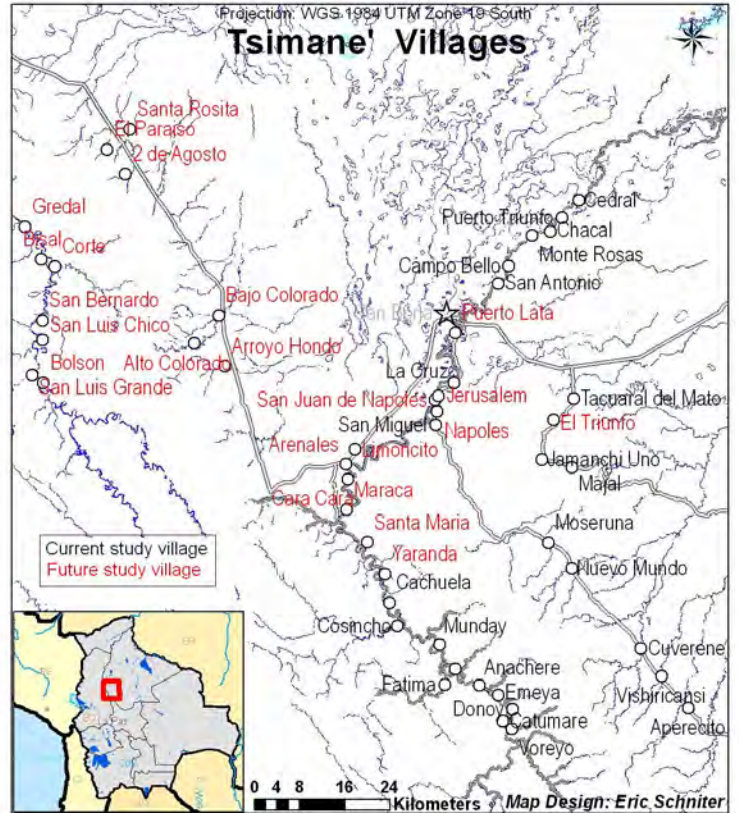 Projection: WGS 1984 UTM Zone 19 South
Tsimane' Villages
Santa Rosita
El Paraiso
2 de Agosto
Cedral
Gredal
Puerto Triunfo
Chacal
Bisal
Corte
Monte Rosas
Campo Bello
San Antonio
San Bernardo
Bajo Colorado
San Borja
Puerto Lata
San Luis Chico
Arroyo Hondo
Bolson
Alto Colorado
La Cruz
San Luis Grande
San Juan de Napoles
Jerusalem
Tacuaral del Mato
San Miguel
Napoles
El Triunfo
Arenales
Limoncito
Jamanchi Uno
Majal
Maraca
Cara Cara
Santa Maria
Moseruna
Current study village
Future study village
Yaranda
Cachuela
Nuevo Mundo
Cosincho
Munday
Cuverene
Anachere
Fatima
Emeya
Vishiricansi
Donoy
Catumare
Aperecito
Voreyo
0 4 8 16 24
Kilometers
Map Design: Eric Schniter